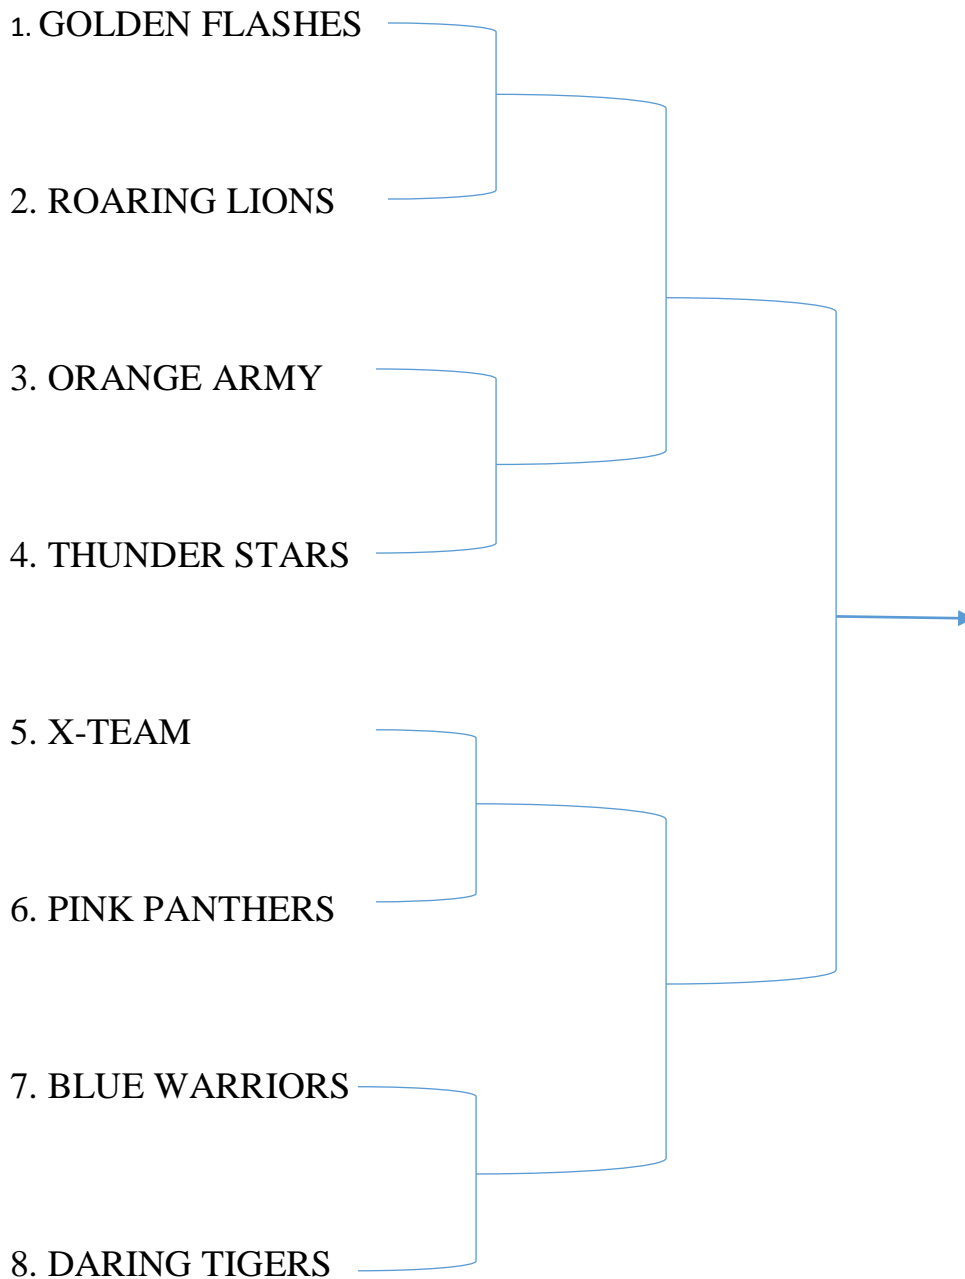 1. GOLDEN FLASHES
2. ROARING LIONS
3. ORANGE ARMY
4. THUNDER STARS
5. X-TEAM
6. PINK PANTHERS
7. BLUE WARRIORS
8. DARING TIGERS